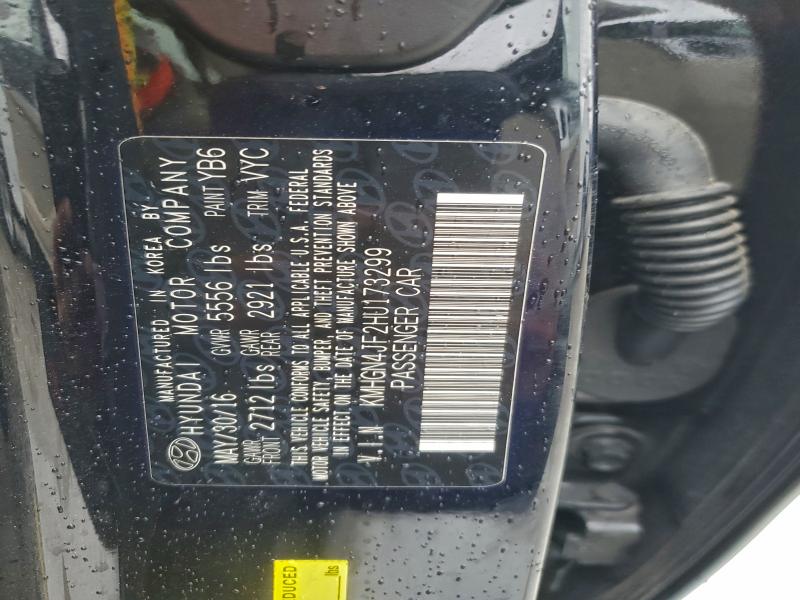 MANUFACTURED IN KOREA BY
HYUNDAI MOTOR COMPANY
MAY/30/16 GVWR 5556 lbs PAINT YB6
GAWR FRONT 2712 lbs GAWR REAR 2921 lbs TRIM VYC
THIS VEHICLE CONFORMS TO ALL APPLICABLE U.S.A. FEDERAL
MOTOR VEHICLE SAFETY, BUMPER, AND THEFT PREVENTION STANDARDS
IN EFFECT ON THE DATE OF MANUFACTURE SHOWN ABOVE
V.I.N KMHGN4JF2HU173299
PASSENGER CAR
DUCED
lbs